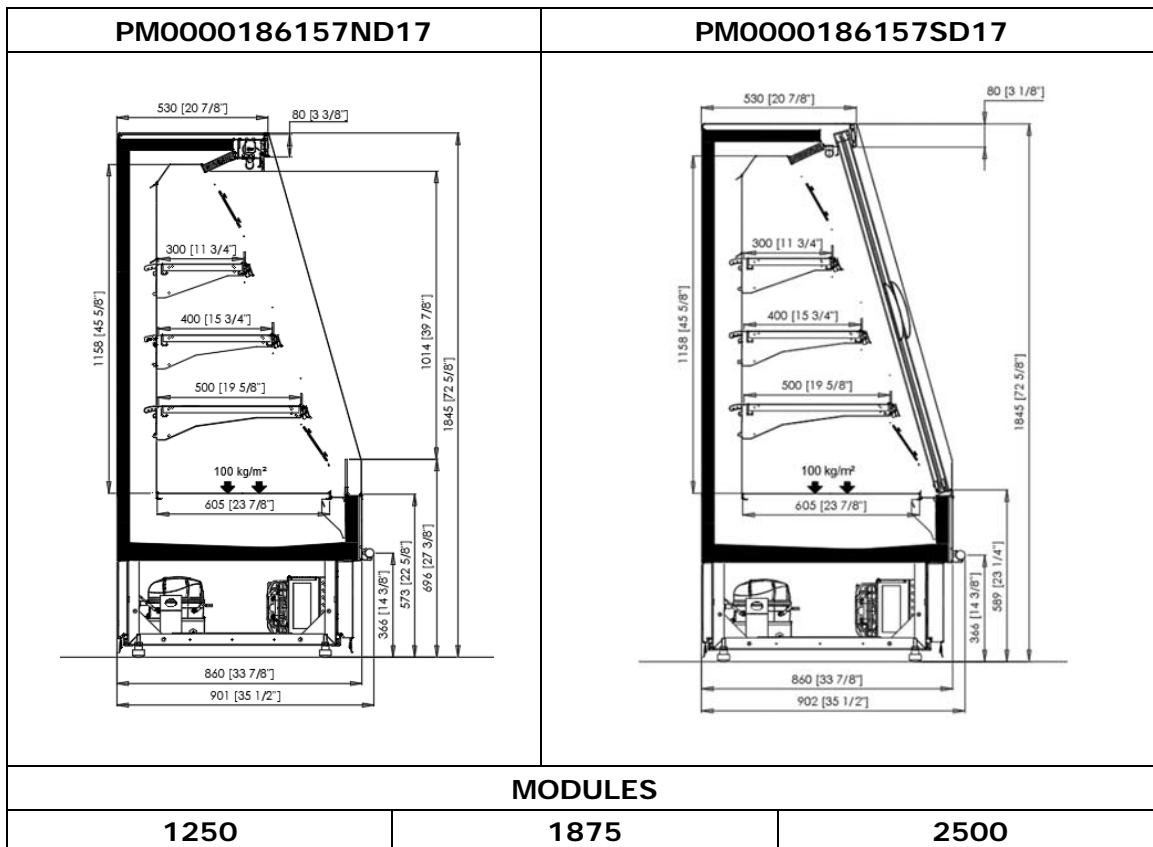 PM0000186157ND17
PM0000186157SD17
530 [20 7/8"]
80 [3 3/8"]
300 [11 3/4"]
400 [15 3/4"]
500 [19 5/8"]
1158 [45 5/8"]
1014 [39 7/8"]
1845 [72 5/8"]
100 kg/m²
605 [23 7/8"]
696 [27 3/8"]
573 [22 5/8"]
366 [14 3/8"]
860 [33 7/8"]
901 [35 1/2"]
530 [20 7/8"]
80 [3 1/8"]
300 [11 3/4"]
400 [15 3/4"]
500 [19 5/8"]
1158 [45 5/8"]
1845 [72 5/8"]
100 kg/m²
605 [23 7/8"]
589 [23 1/4"]
366 [14 3/8"]
860 [33 7/8"]
902 [35 1/2"]
MODULES
1250
1875
2500